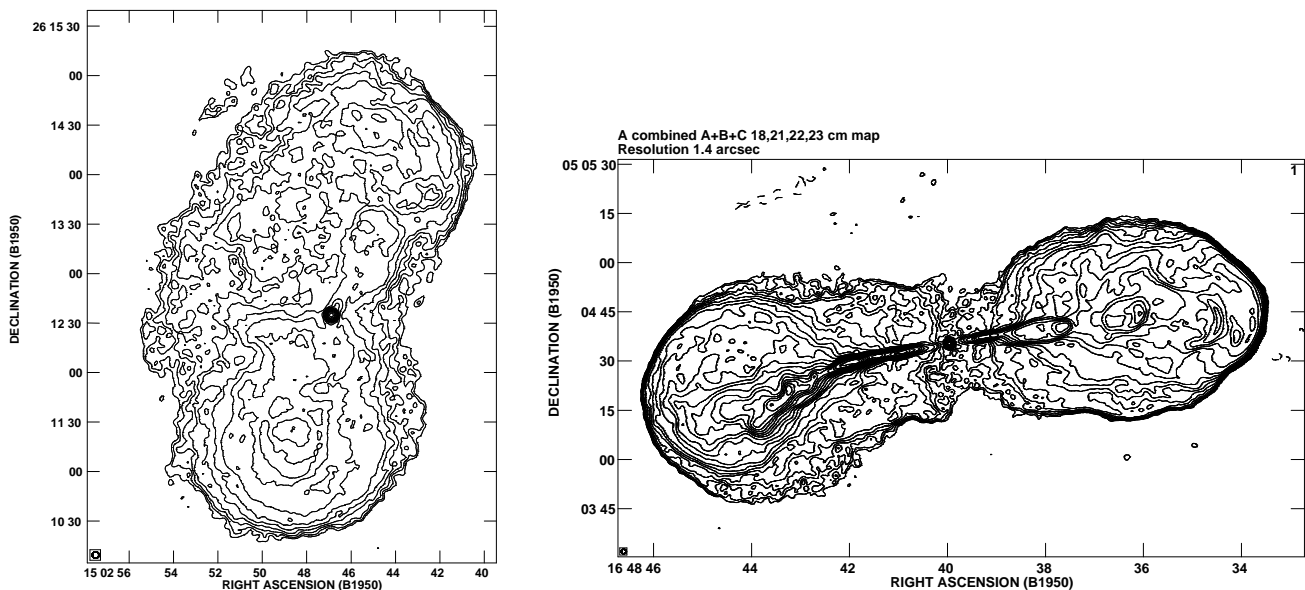 26 15 30
00
14 30
00
13 30
00
12 30
00
11 30
00
10 30
DECLINATION (B1950)
15 02 56 54 52 50 48 46 44 42 40
RIGHT ASCENSION (B1950)
A combined A+B+C 18,21,22,23 cm map
Resolution 1.4 arcsec
1
05 05 30
15
00
04 45
30
15
00
03 45
DECLINATION (B1950)
16 48 46 44 42 40 38 36 34
RIGHT ASCENSION (B1950)